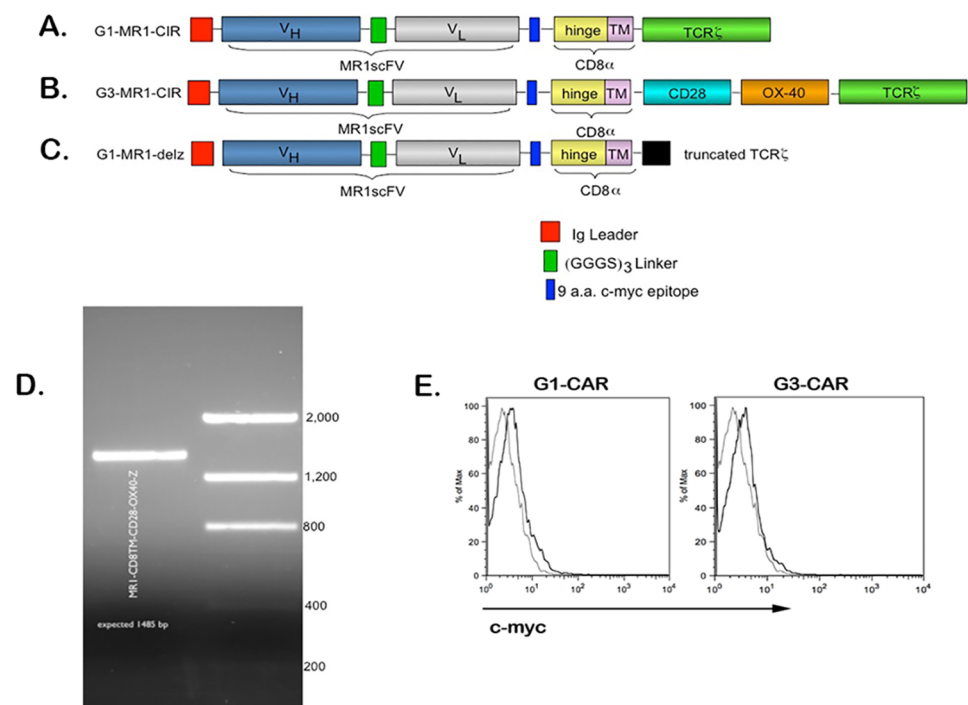 A.
G1-MR1-CIR
VH
VL
hinge
TM
TCRζ
MR1scFV
CD8α
B.
G3-MR1-CIR
VH
VL
hinge
TM
CD28
OX-40
TCRζ
MR1scFV
CD8α
C.
G1-MR1-delz
VH
VL
hinge
TM
truncated TCRζ
MR1scFV
CD8α
Ig Leader
(GGGS)3 Linker
9 a.a. c-myc epitope
D.
2,000
1,200
800
400
200
MR1-CD8TM-CD28-OX40-Z
expected 1485 bp
E.
G1-CAR
% of Max
100
80
60
40
20
0
10⁰
10¹
10²
10³
10⁴
G3-CAR
% of Max
100
80
60
40
20
0
10⁰
10¹
10²
10³
10⁴
c-myc